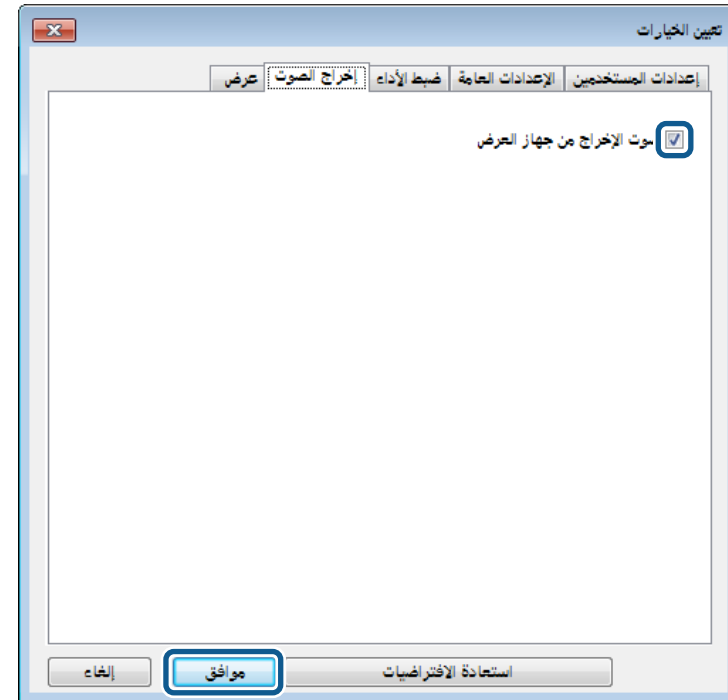 تعيين الخيارات
إعدادات المستخدمين الإعدادات العامة ضبط الأداء إخراج الصوت عرض
الإخراج من جهاز العرض
استعادة الافتراضيات موافق إلغاء